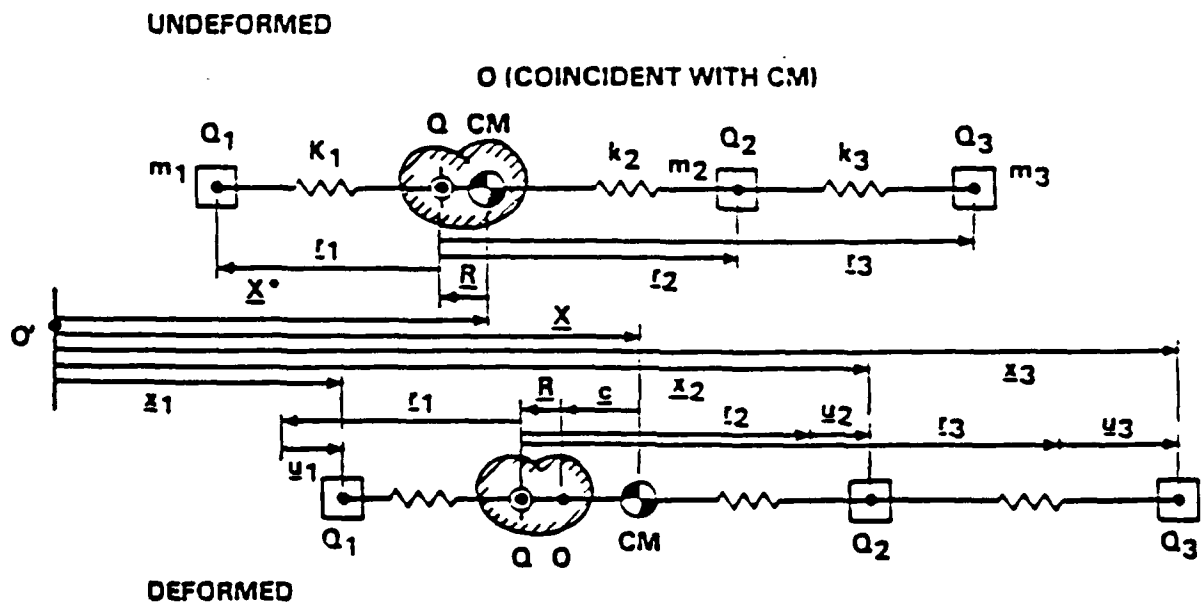 UNDEFORMED
O (COINCIDENT WITH CM)
Q1 K1 Q CM k2 Q2 k3 Q3
m1 m2 m3
r1 r2 r3
X° R
O' X
x3
x1 x2
r1 R c r2 u2 r3 u3
u1
Q1 Q O CM Q2 Q3
DEFORMED